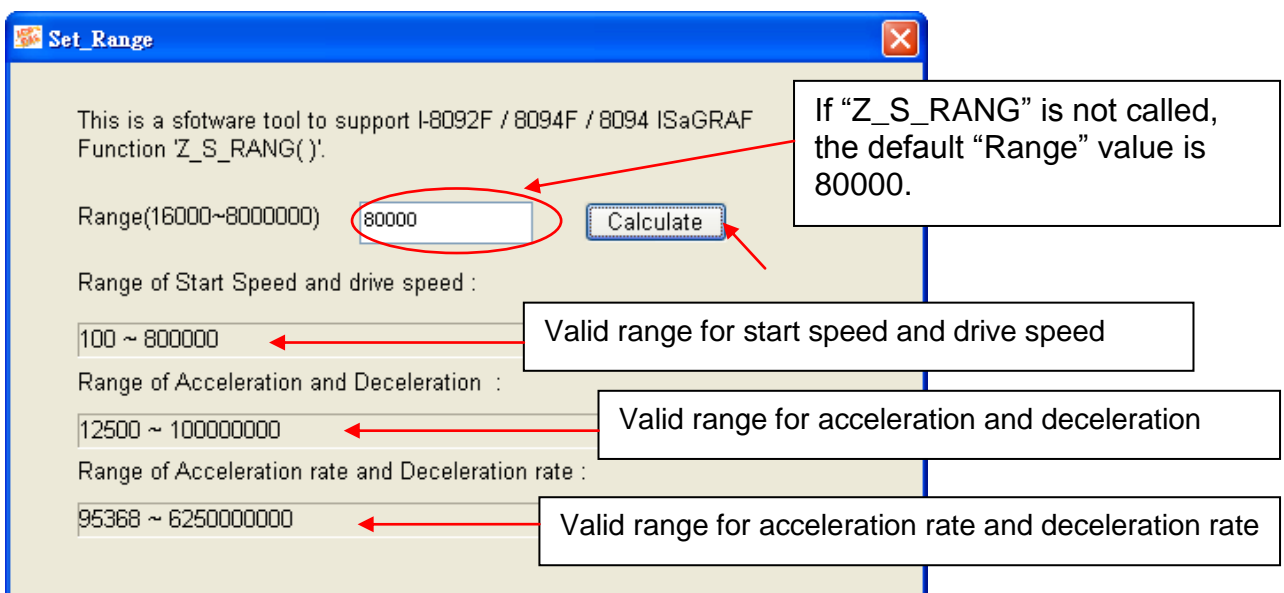 Set_Range
This is a sfotware tool to support I-8092F / 8094F / 8094 ISaGRAF
Function 'Z_S_RANG( )'.
If “Z_S_RANG” is not called,
the default “Range” value is
80000.
Range(16000~8000000)
80000
Calculate
Range of Start Speed and drive speed :
100 ~ 800000
Valid range for start speed and drive speed
Range of Acceleration and Deceleration :
12500 ~ 100000000
Valid range for acceleration and deceleration
Range of Acceleration rate and Deceleration rate :
95368 ~ 6250000000
Valid range for acceleration rate and deceleration rate